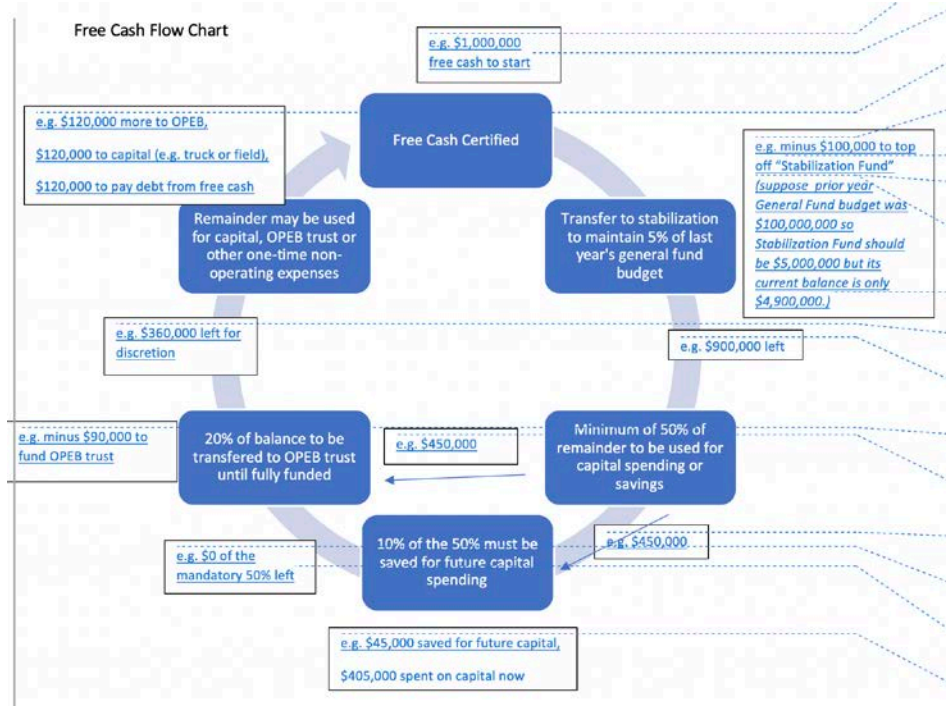 Free Cash Flow Chart
e.g. $1,000,000
free cash to start
Free Cash Certified
e.g. $120,000 more to OPEB,
$120,000 to capital (e.g. truck or field),
$120,000 to pay debt from free cash
e.g. minus $100,000 to top
off “Stabilization Fund”
(suppose prior year
General Fund budget was
$100,000,000 so
Stabilization Fund should
be $5,000,000 but its
current balance is only
$4,900,000.)
Remainder may be used
for capital, OPEB trust or
other one-time non-
operating expenses
Transfer to stabilization
to maintain 5% of last
year's general fund
budget
e.g. $360,000 left for
discretion
e.g. $900,000 left
e.g. minus $90,000 to
fund OPEB trust
20% of balance to be
transferred to OPEB trust
until fully funded
e.g. $450,000
Minimum of 50% of
remainder to be used for
capital spending or
savings
e.g. $0 of the
mandatory 50% left
10% of the 50% must be
saved for future capital
spending
e.g. $450,000
e.g. $45,000 saved for future capital,
$405,000 spent on capital now